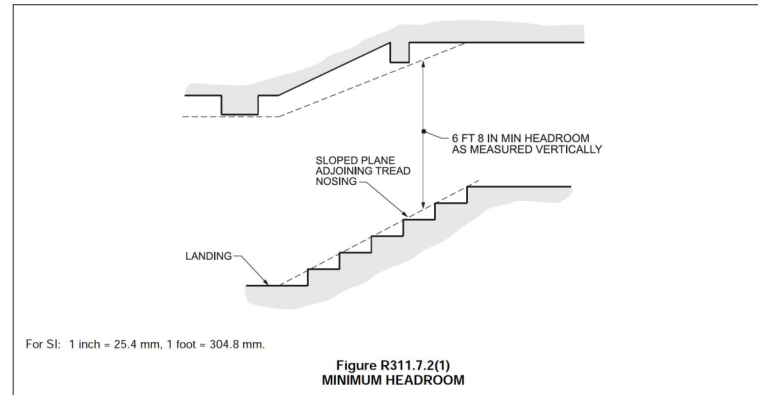 6 FT 8 IN MIN HEADROOM
AS MEASURED VERTICALLY
SLOPED PLANE
ADJOINING TREAD
NOSING
LANDING
For SI: 1 inch = 25.4 mm, 1 foot = 304.8 mm.
Figure R311.7.2(1)
MINIMUM HEADROOM